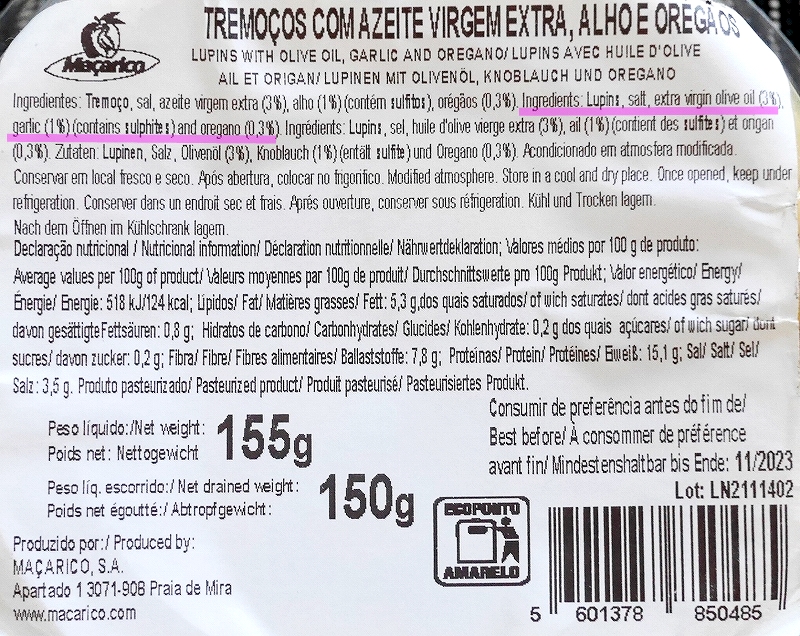 Maçarico
TREMOÇOS COM AZEITE VIRGEM EXTRA, ALHO E OREGÃOS
LUPINS WITH OLIVE OIL, GARLIC AND OREGANO/ LUPINS AVEC HUILE D'OLIVE
AIL ET ORIGAN/ LUPINEN MIT OLIVENÖL, KNOBLAUCH UND OREGANO
Ingredientes: Tremoço, sal, azeite virgem extra (3%), alho (1%) (contém sulfitos), orégãos (0,3%). Ingredients: Lupins, salt, extra virgin olive oil (3%),
garlic (1%) (contains sulphites) and oregano (0,3%). Ingrédients: Lupins, sel, huile d'olive vierge extra (3%), ail (1%) (contient des sulfites) et origan
(0,3%). Zutaten: Lupinen, Salz, Olivenöl (3%), Knoblauch (1%) (entält sulfite) und Oregano (0,3%). Acondicionado em atmosfera modificada.
Conservar em local fresco e seco. Após abertura, colocar no frigorífico. Modified atmosphere. Store in a cool and dry place. Once opened, keep under
refrigeration. Conserver dans un endroit sec et frais. Aprés ouverture, conserver sous réfrigeration. Kühl und Trocken lagern.
Nach dem Öffnen im Kühlschrank lagern.
Declaração nutricional / Nutricional information/ Déclaration nutritionnelle/ Nährwertdeklaration; Valores médios por 100 g de produto:
Average values per 100g of product/ Valeurs moyennes par 100g de produit/ Durchschnittswerte pro 100g Produkt; Valor energético/ Energy/
Énergie/ Energie: 518 kJ/124 kcal; Lípidos/ Fat/ Matières grasses/ Fett: 5,3 g,dos quais saturados/ of wich saturates/ dont acides gras saturés/
davon gesättigte Fettsäuren: 0,8 g; Hidratos de carbono/ Carbonhydrates/ Glucides/ Kohlenhydrate: 0,2 g dos quais açúcares/ of wich sugar/ dont
sucres/ davon zucker: 0,2 g; Fibra/ Fibre/ Fibres alimentaires/ Ballaststoffe: 7,8 g; Proteínas/ Protein/ Protéines/ Eiweiß: 15,1 g; Sal/ Salt/ Sel/
Salz: 3,5 g. Produto pasteurizado/ Pasteurized product/ Produit pasteurisé/ Pasteurisiertes Produkt.
Peso líquido:/Net weight: 155g
Poids net: Nettogewicht
Peso líq. escorrido:/ Net drained weight: 150g
Poids net égoutté:/ Abtropfgewicht:
Consumir de preferência antes do fim de/
Best before/ À consommer de préférence
avant fin/ Mindestenshaltbar bis Ende: 11/2023
Lot: LN2111402
Produzido por:/ Produced by:
MAÇARICO, S.A.
Apartado 1 3071-908 Praia de Mira
www.macarico.com
ECOPONTO
AMARELO
5 601378 850485